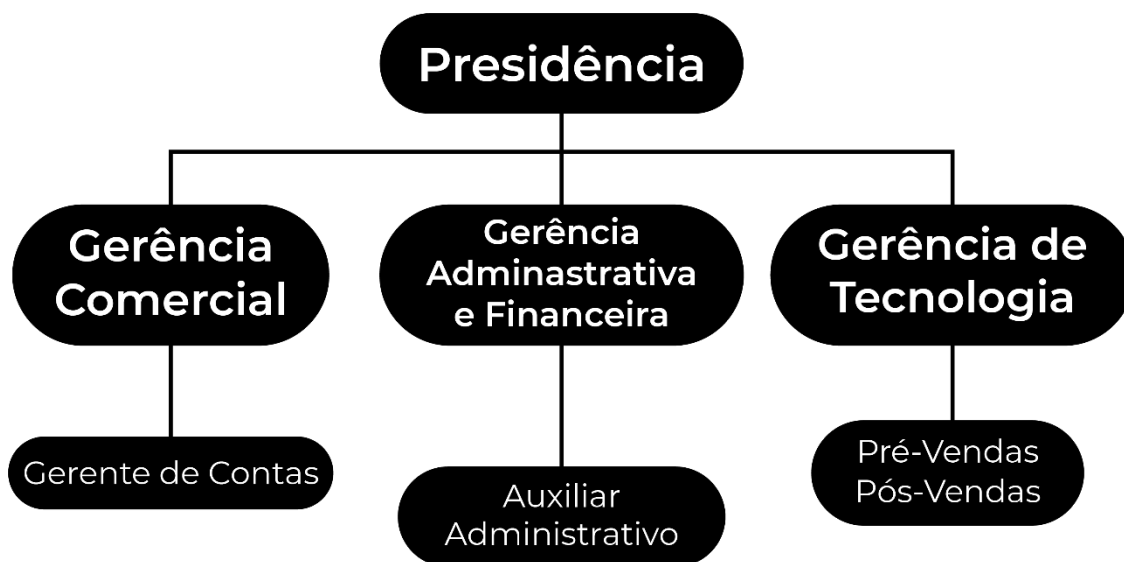 Presidência
Gerência
Comercial
Gerência
Adminastrativa
e Financeira
Gerência de
Tecnologia
Gerente de Contas
Auxiliar
Administrativo
Pré-Vendas
Pós-Vendas